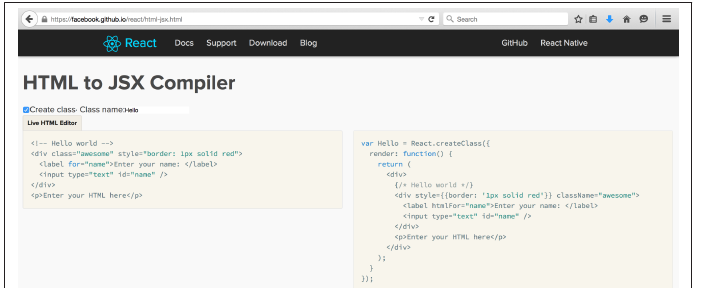 https://facebook.github.io/react/html-jsx.html
Search
React Docs Support Download Blog GitHub React Native
HTML to JSX Compiler
Create class· Class name:Hello
Live HTML Editor
<!-- Hello world -->
<div class="awesome" style="border: 1px solid red">
  <label for="name">Enter your name: </label>
  <input type="text" id="name" />
</div>
<p>Enter your HTML here</p>
var Hello = React.createClass({
  render: function() {
    return (
      <div>
        {/* Hello world */}
        <div style={{border: '1px solid red'}} className="awesome">
          <label htmlFor="name">Enter your name: </label>
          <input type="text" id="name" />
        </div>
        <p>Enter your HTML here</p>
      </div>
    );
  }
});